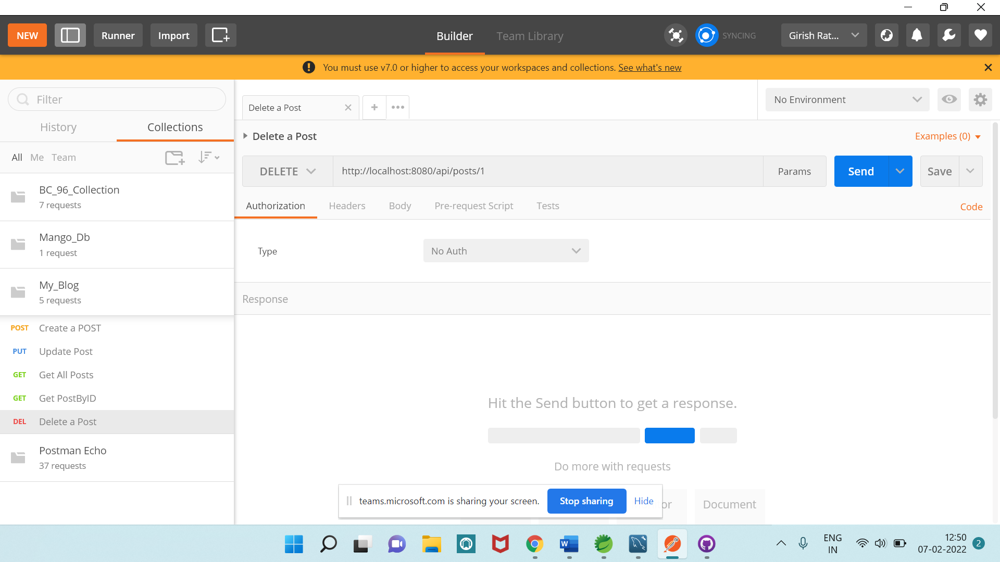 NEW
Runner
Import
Builder
Team Library
SYNCING
Girish Rat...
You must use v7.0 or higher to access your workspaces and collections. See what's new
Filter
History
Collections
All Me Team
BC_96_Collection
7 requests
Mango_Db
1 request
My_Blog
5 requests
POST Create a POST
PUT Update Post
GET Get All Posts
GET Get PostByID
DEL Delete a Post
Postman Echo
37 requests
Delete a Post
No Environment
Delete a Post
Examples (0)
DELETE
http://localhost:8080/api/posts/1
Params
Send
Save
Authorization
Headers
Body
Pre-request Script
Tests
Code
Type
No Auth
Response
Hit the Send button to get a response.
Do more with requests
teams.microsoft.com is sharing your screen.
Stop sharing
Hide
or
Document
W
ENG
IN
12:50
07-02-2022
2